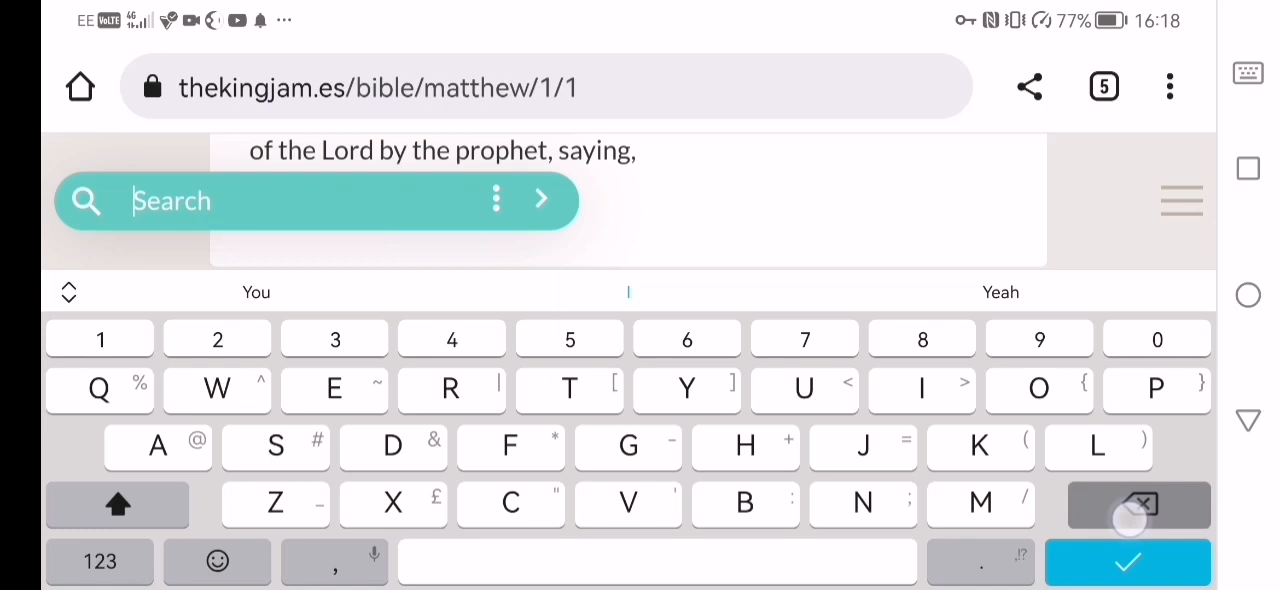 EE VoLTE 4G 77% 16:18
thekingjam.es/bible/matthew/1/1 5
of the Lord by the prophet, saying,
Search
You I Yeah
1 2 3 4 5 6 7 8 9 0
Q % W ^ E ~ R | T [ Y ] U < I > O { P }
A @ S # D & F * G - H + J = K ( L )
Z _ X £ C " V ' B : N ; M /
123 , . ,!?